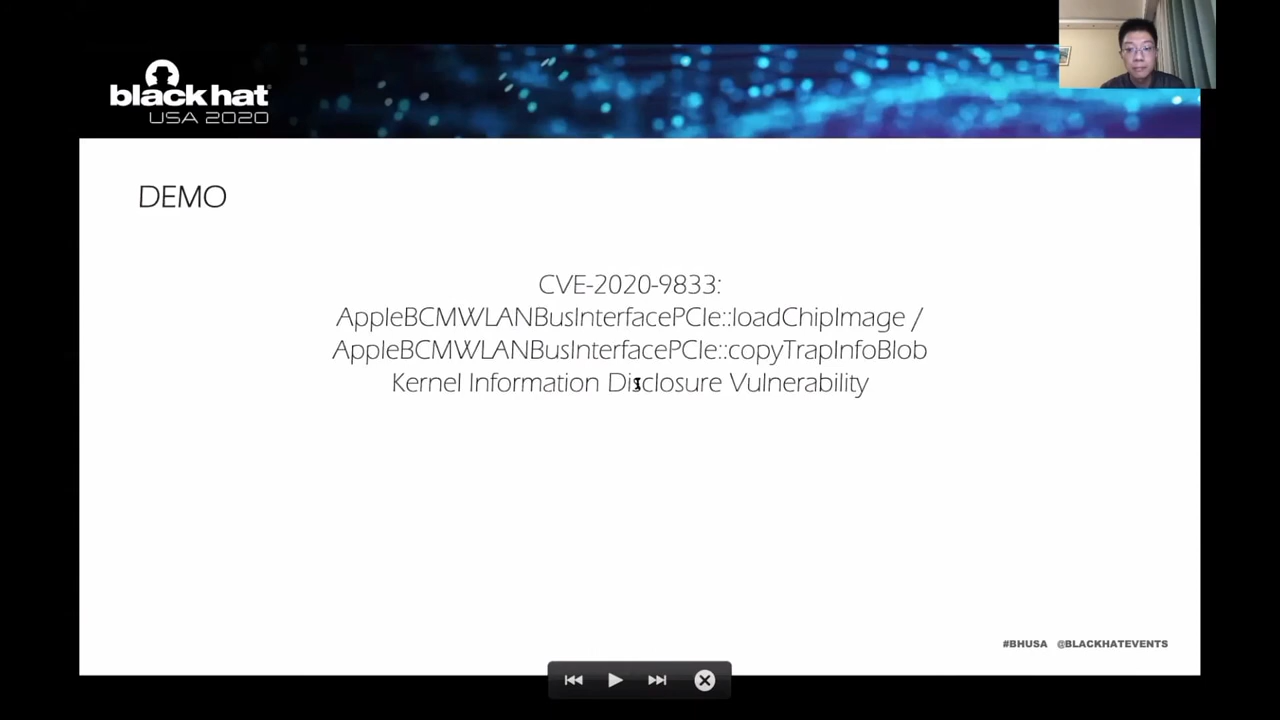 black hat
USA 2020
DEMO
CVE-2020-9833:
AppleBCMWLANBusInterfacePCIe::loadChipImage /
AppleBCMWLANBusInterfacePCIe::copyTrapInfoBlob
Kernel Information Disclosure Vulnerability
#BHUSA @BLACKHATEVENTS